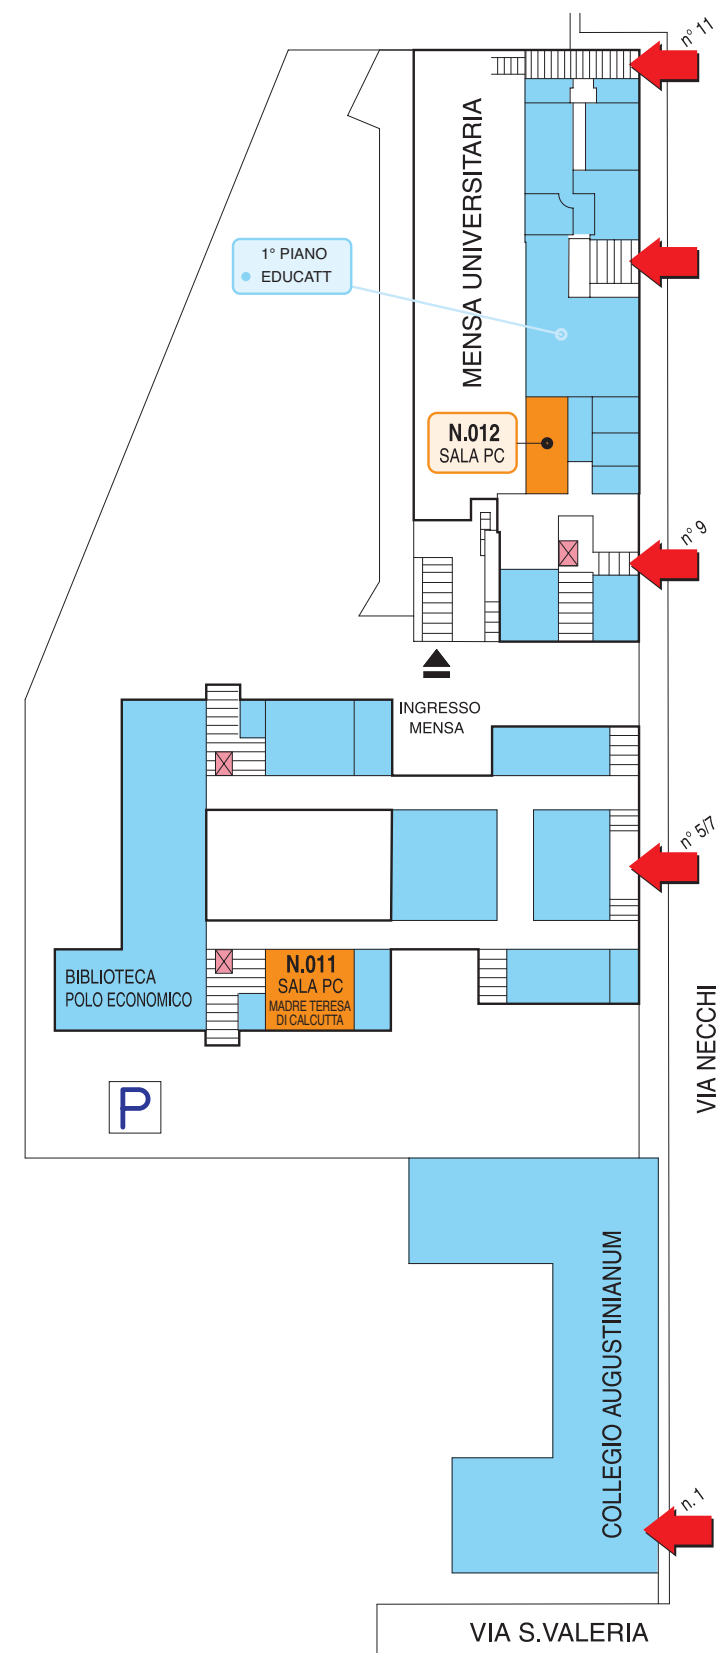 n° 11
MENSA UNIVERSITARIA
1° PIANO
EDUCATT
N.012
SALA PC
n° 9
INGRESSO
MENSA
n° 5/7
BIBLIOTECA
POLO ECONOMICO
N.011
SALA PC
MADRE TERESA
DI CALCUTTA
VIA NECCHI
P
COLLEGIO AUGUSTINIANUM
n. 1
VIA S.VALERIA